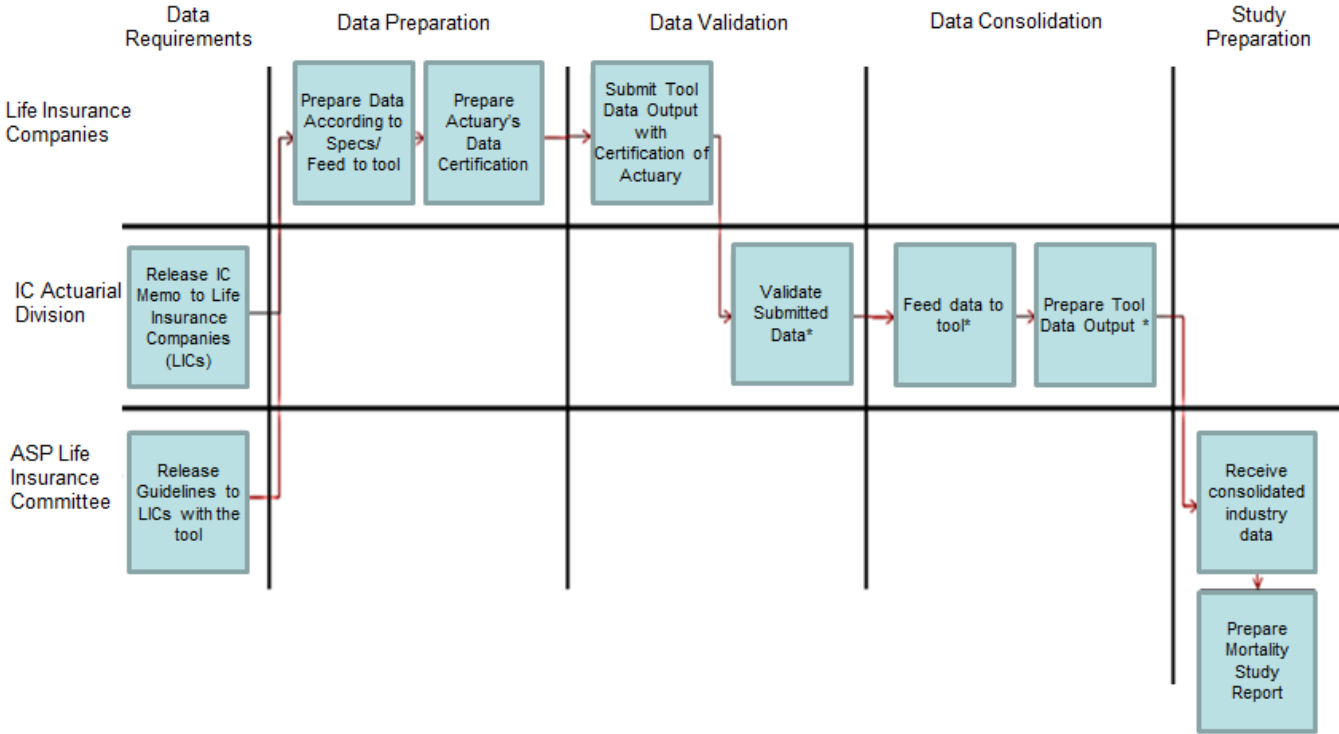 Data
Requirements
Data Preparation
Data Validation
Data Consolidation
Study
Preparation
Life Insurance
Companies
Prepare Data
According to
Specs/
Feed to tool
Prepare
Actuary's
Data
Certification
Submit Tool
Data Output
with
Certification of
Actuary
IC Actuarial
Division
Release IC
Memo to Life
Insurance
Companies
(LICs)
Validate
Submitted
Data*
Feed data to
tool*
Prepare Tool
Data Output *
ASP Life
Insurance
Committee
Release
Guidelines to
LICs with the
tool
Receive
consolidated
industry
data
Prepare
Mortality
Study
Report